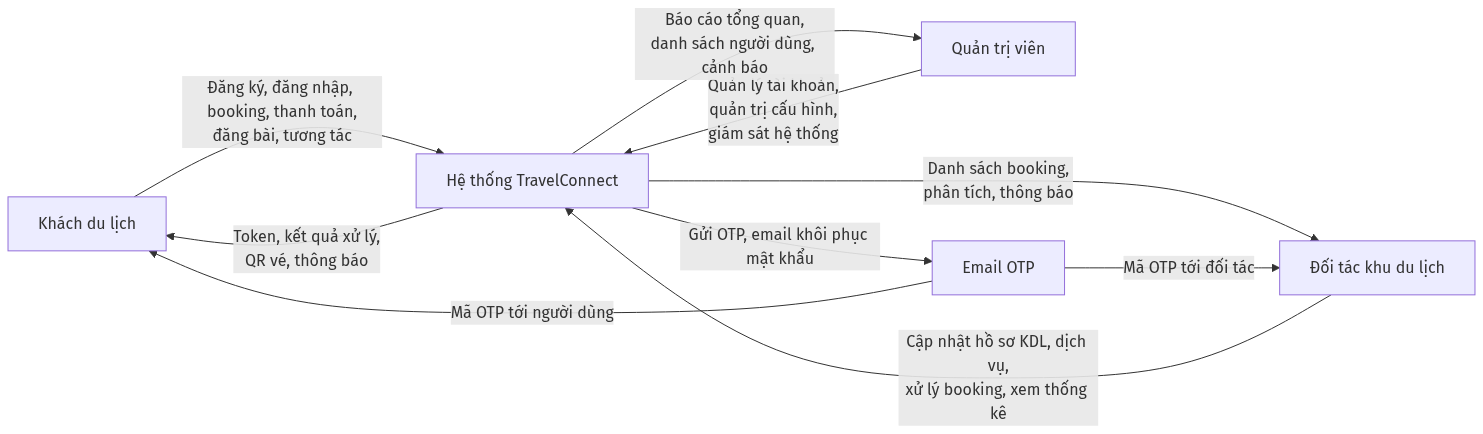 Báo cáo tổng quan,
danh sách người dùng,
cảnh báo
Quản trị viên
Đăng ký, đăng nhập,
booking, thanh toán,
đăng bài, tương tác
Quản lý tài khoản,
quản trị cấu hình,
giám sát hệ thống
Hệ thống TravelConnect
Danh sách booking,
phân tích, thông báo
Khách du lịch
Token, kết quả xử lý,
QR vé, thông báo
Gửi OTP, email khôi phục
mật khẩu
Email OTP
Mã OTP tới đối tác
Đối tác khu du lịch
Mã OTP tới người dùng
Cập nhật hồ sơ KDL, dịch
vụ,
xử lý booking, xem thống
kê